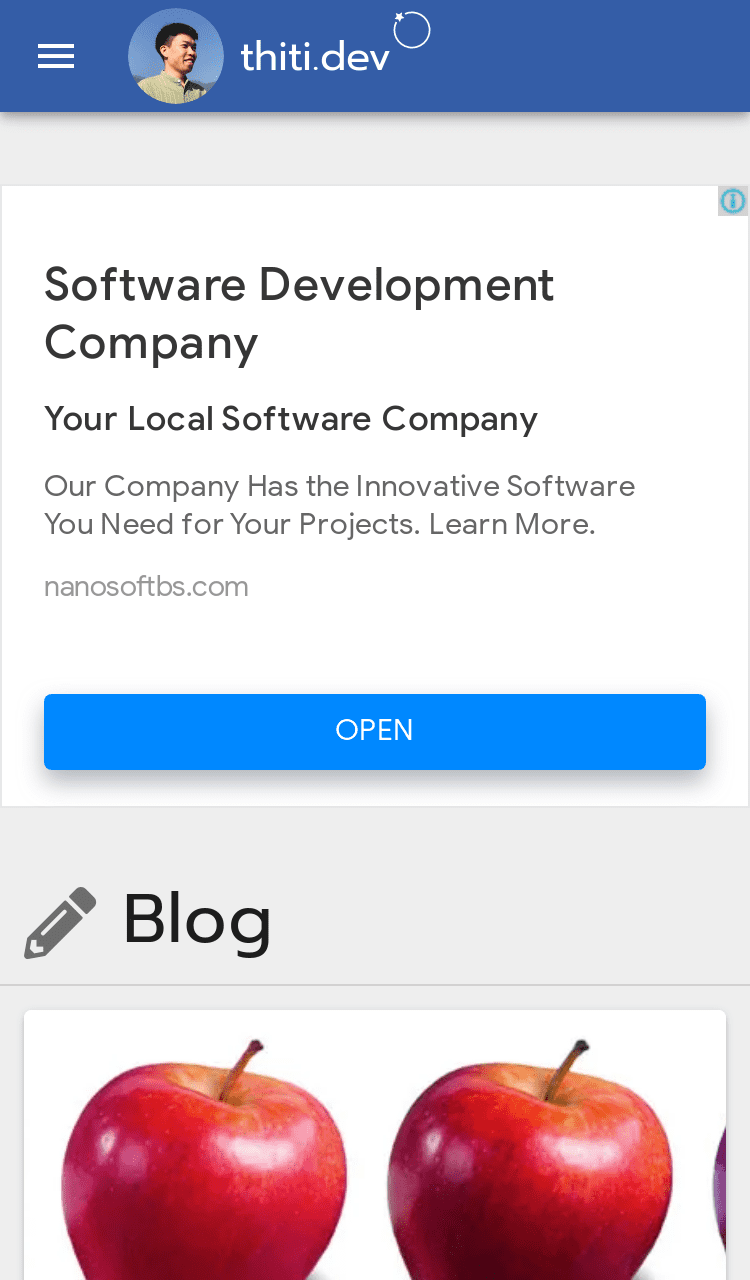 thiti.dev
Software Development
Company
Your Local Software Company
Our Company Has the Innovative Software
You Need for Your Projects. Learn More.
nanosoftbs.com
OPEN
Blog